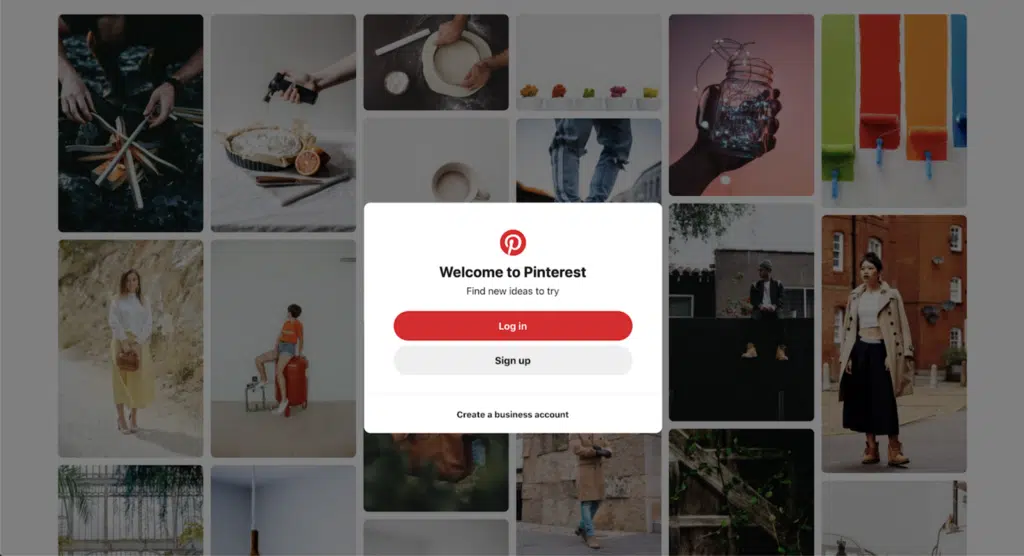 Welcome to Pinterest
Find new ideas to try
Log in
Sign up
Create a business account